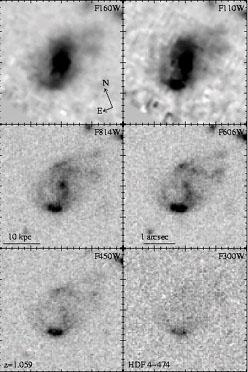 F160W
F110W
N
E
F814W
F606W
10 kpc
1 arcsec
F450W
F300W
z=1.059
HDF 4-474